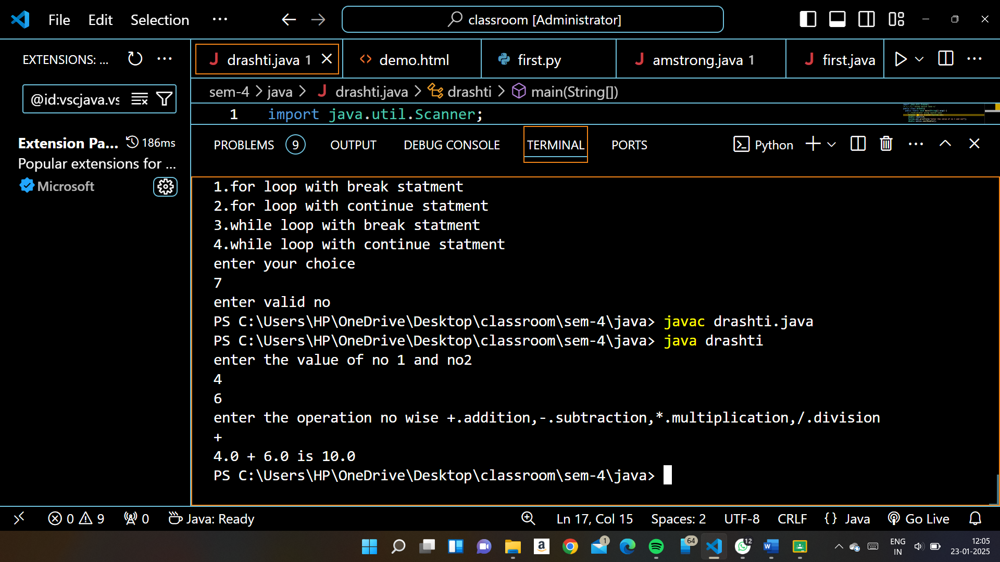 File Edit Selection ··· classroom [Administrator]
EXTENSIONS: ... ···
drashti.java 1 demo.html first.py amstrong.java 1 first.java ···
@id:vscjava.vs
sem-4 > java > drashti.java > drashti > main(String[])
1 import java.util.Scanner;
Extension Pa... 186ms
Popular extensions for ...
Microsoft
PROBLEMS 9 OUTPUT DEBUG CONSOLE TERMINAL PORTS Python ···
1.for loop with break statment
2.for loop with continue statment
3.while loop with break statment
4.while loop with continue statment
enter your choice
7
enter valid no
PS C:\Users\HP\OneDrive\Desktop\classroom\sem-4\java> javac drashti.java
PS C:\Users\HP\OneDrive\Desktop\classroom\sem-4\java> java drashti
enter the value of no 1 and no2
4
6
enter the operation no wise +.addition,-.subtraction,*.multiplication,/.division
+
4.0 + 6.0 is 10.0
PS C:\Users\HP\OneDrive\Desktop\classroom\sem-4\java>
0 9 0 Java: Ready Ln 17, Col 15 Spaces: 2 UTF-8 CRLF {} Java Go Live
a 1 64 12 W
ENG
IN
12:05
23-01-2025